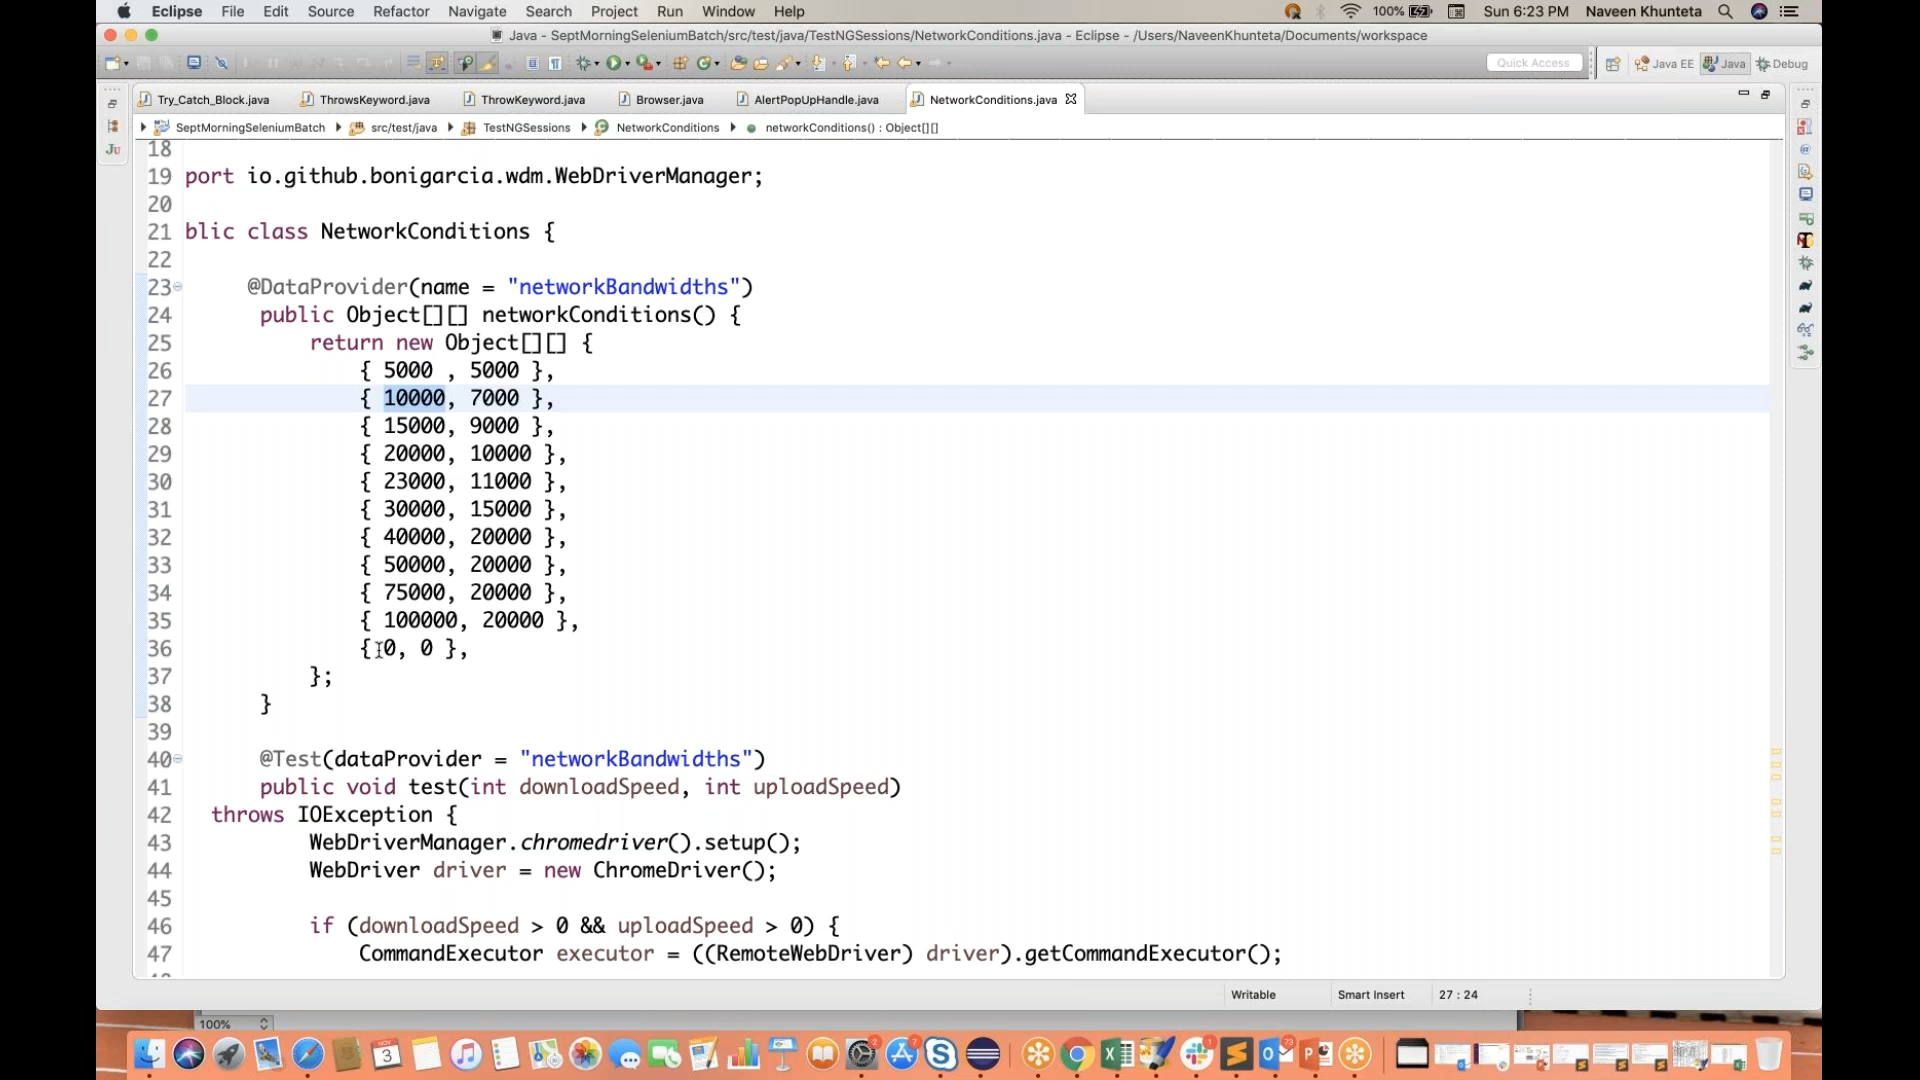 Eclipse File Edit Source Refactor Navigate Search Project Run Window Help 100% Sun 6:23 PM Naveen Khunteta
Java - SeptMorningSeleniumBatch/src/test/java/TestNGSessions/NetworkConditions.java - Eclipse - /Users/NaveenKhunteta/Documents/workspace
Quick Access Java EE Java Debug
Try_Catch_Block.java ThrowsKeyword.java ThrowKeyword.java Browser.java AlertPopUpHandle.java NetworkConditions.java
SeptMorningSeleniumBatch src/test/java TestNGSessions NetworkConditions networkConditions() : Object[][]
18
19 port io.github.bonigarcia.wdm.WebDriverManager;
20
21 blic class NetworkConditions {
22
23 @DataProvider(name = "networkBandwidths")
24 public Object[][] networkConditions() {
25 return new Object[][] {
26 { 5000 , 5000 },
27 { 10000, 7000 },
28 { 15000, 9000 },
29 { 20000, 10000 },
30 { 23000, 11000 },
31 { 30000, 15000 },
32 { 40000, 20000 },
33 { 50000, 20000 },
34 { 75000, 20000 },
35 { 100000, 20000 },
36 { 0, 0 },
37 };
38 }
39
40 @Test(dataProvider = "networkBandwidths")
41 public void test(int downloadSpeed, int uploadSpeed)
42 throws IOException {
43 WebDriverManager.chromedriver().setup();
44 WebDriver driver = new ChromeDriver();
45
46 if (downloadSpeed > 0 && uploadSpeed > 0) {
47 CommandExecutor executor = ((RemoteWebDriver) driver).getCommandExecutor();
Writable Smart Insert 27 : 24
100%
NOV 3